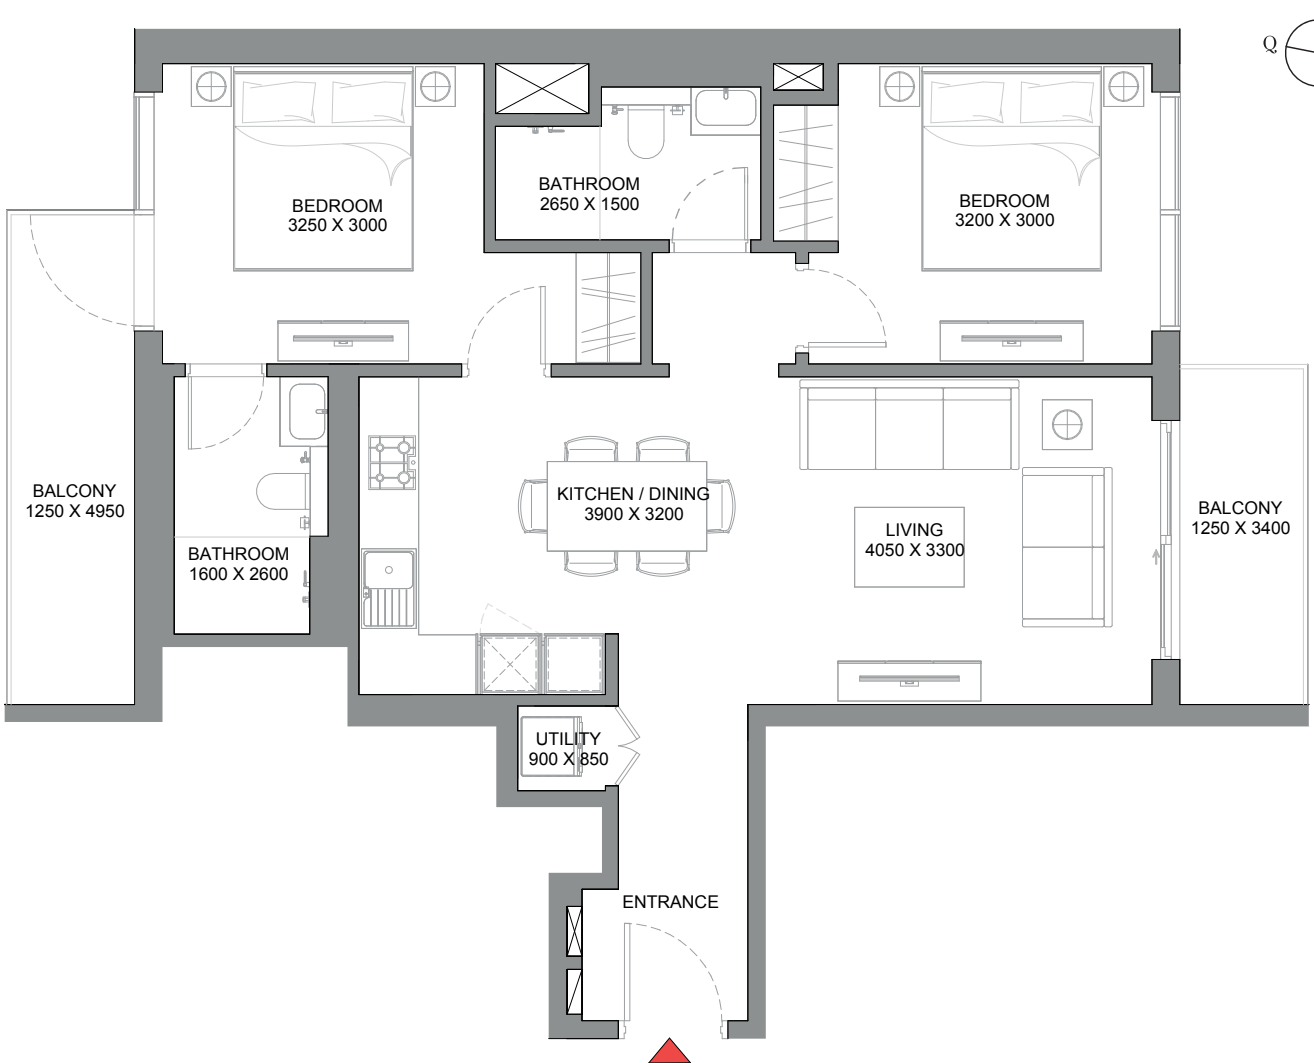 Q
BEDROOM
3250 X 3000
BATHROOM
2650 X 1500
BEDROOM
3200 X 3000
BALCONY
1250 X 4950
BATHROOM
1600 X 2600
KITCHEN / DINING
3900 X 3200
LIVING
4050 X 3300
BALCONY
1250 X 3400
UTILITY
900 X 850
ENTRANCE